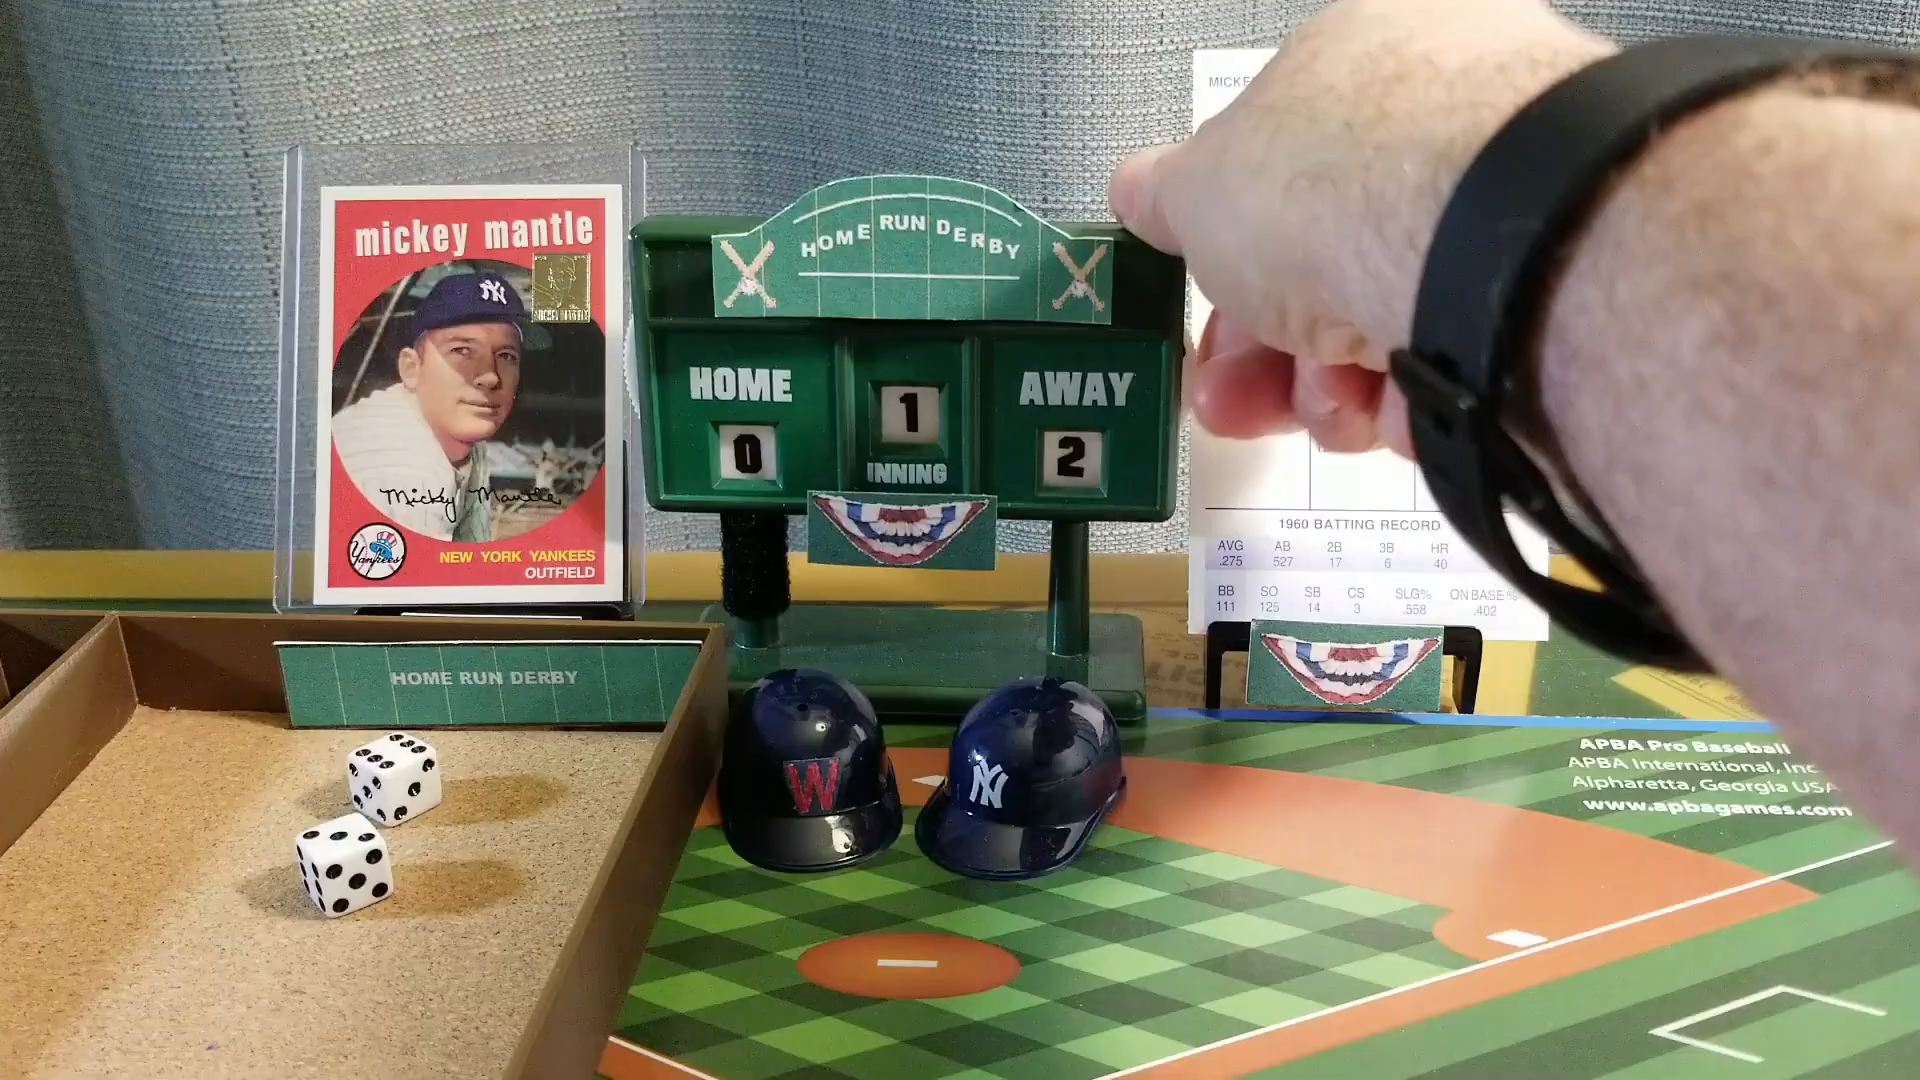 mickey mantle
NY
Mickey Mantle
Yankees
NEW YORK YANKEES
OUTFIELD
HOME RUN DERBY
HOME
1
AWAY
0
INNING
2
1960 BATTING RECORD
AVG AB 2B 3B HR
.275 527 17 6 40
BB SO SB CS SLG% ON BASE%
111 125 14 3 .558 .402
HOME RUN DERBY
W
NY
APBA Pro Baseball
APBA International, Inc
Alpharetta, Georgia USA
www.apbagames.com